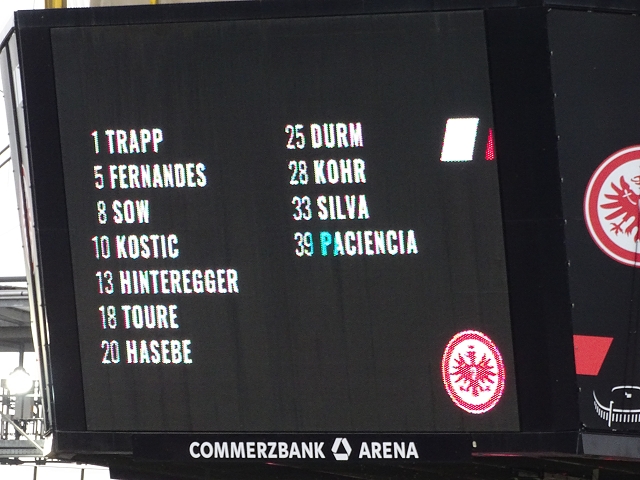 1 TRAPP
5 FERNANDES
8 SOW
10 KOSTIC
13 HINTEREGGER
18 TOURE
20 HASEBE
25 DURM
28 KOHR
33 SILVA
39 PACIENCIA
COMMERZBANK ARENA